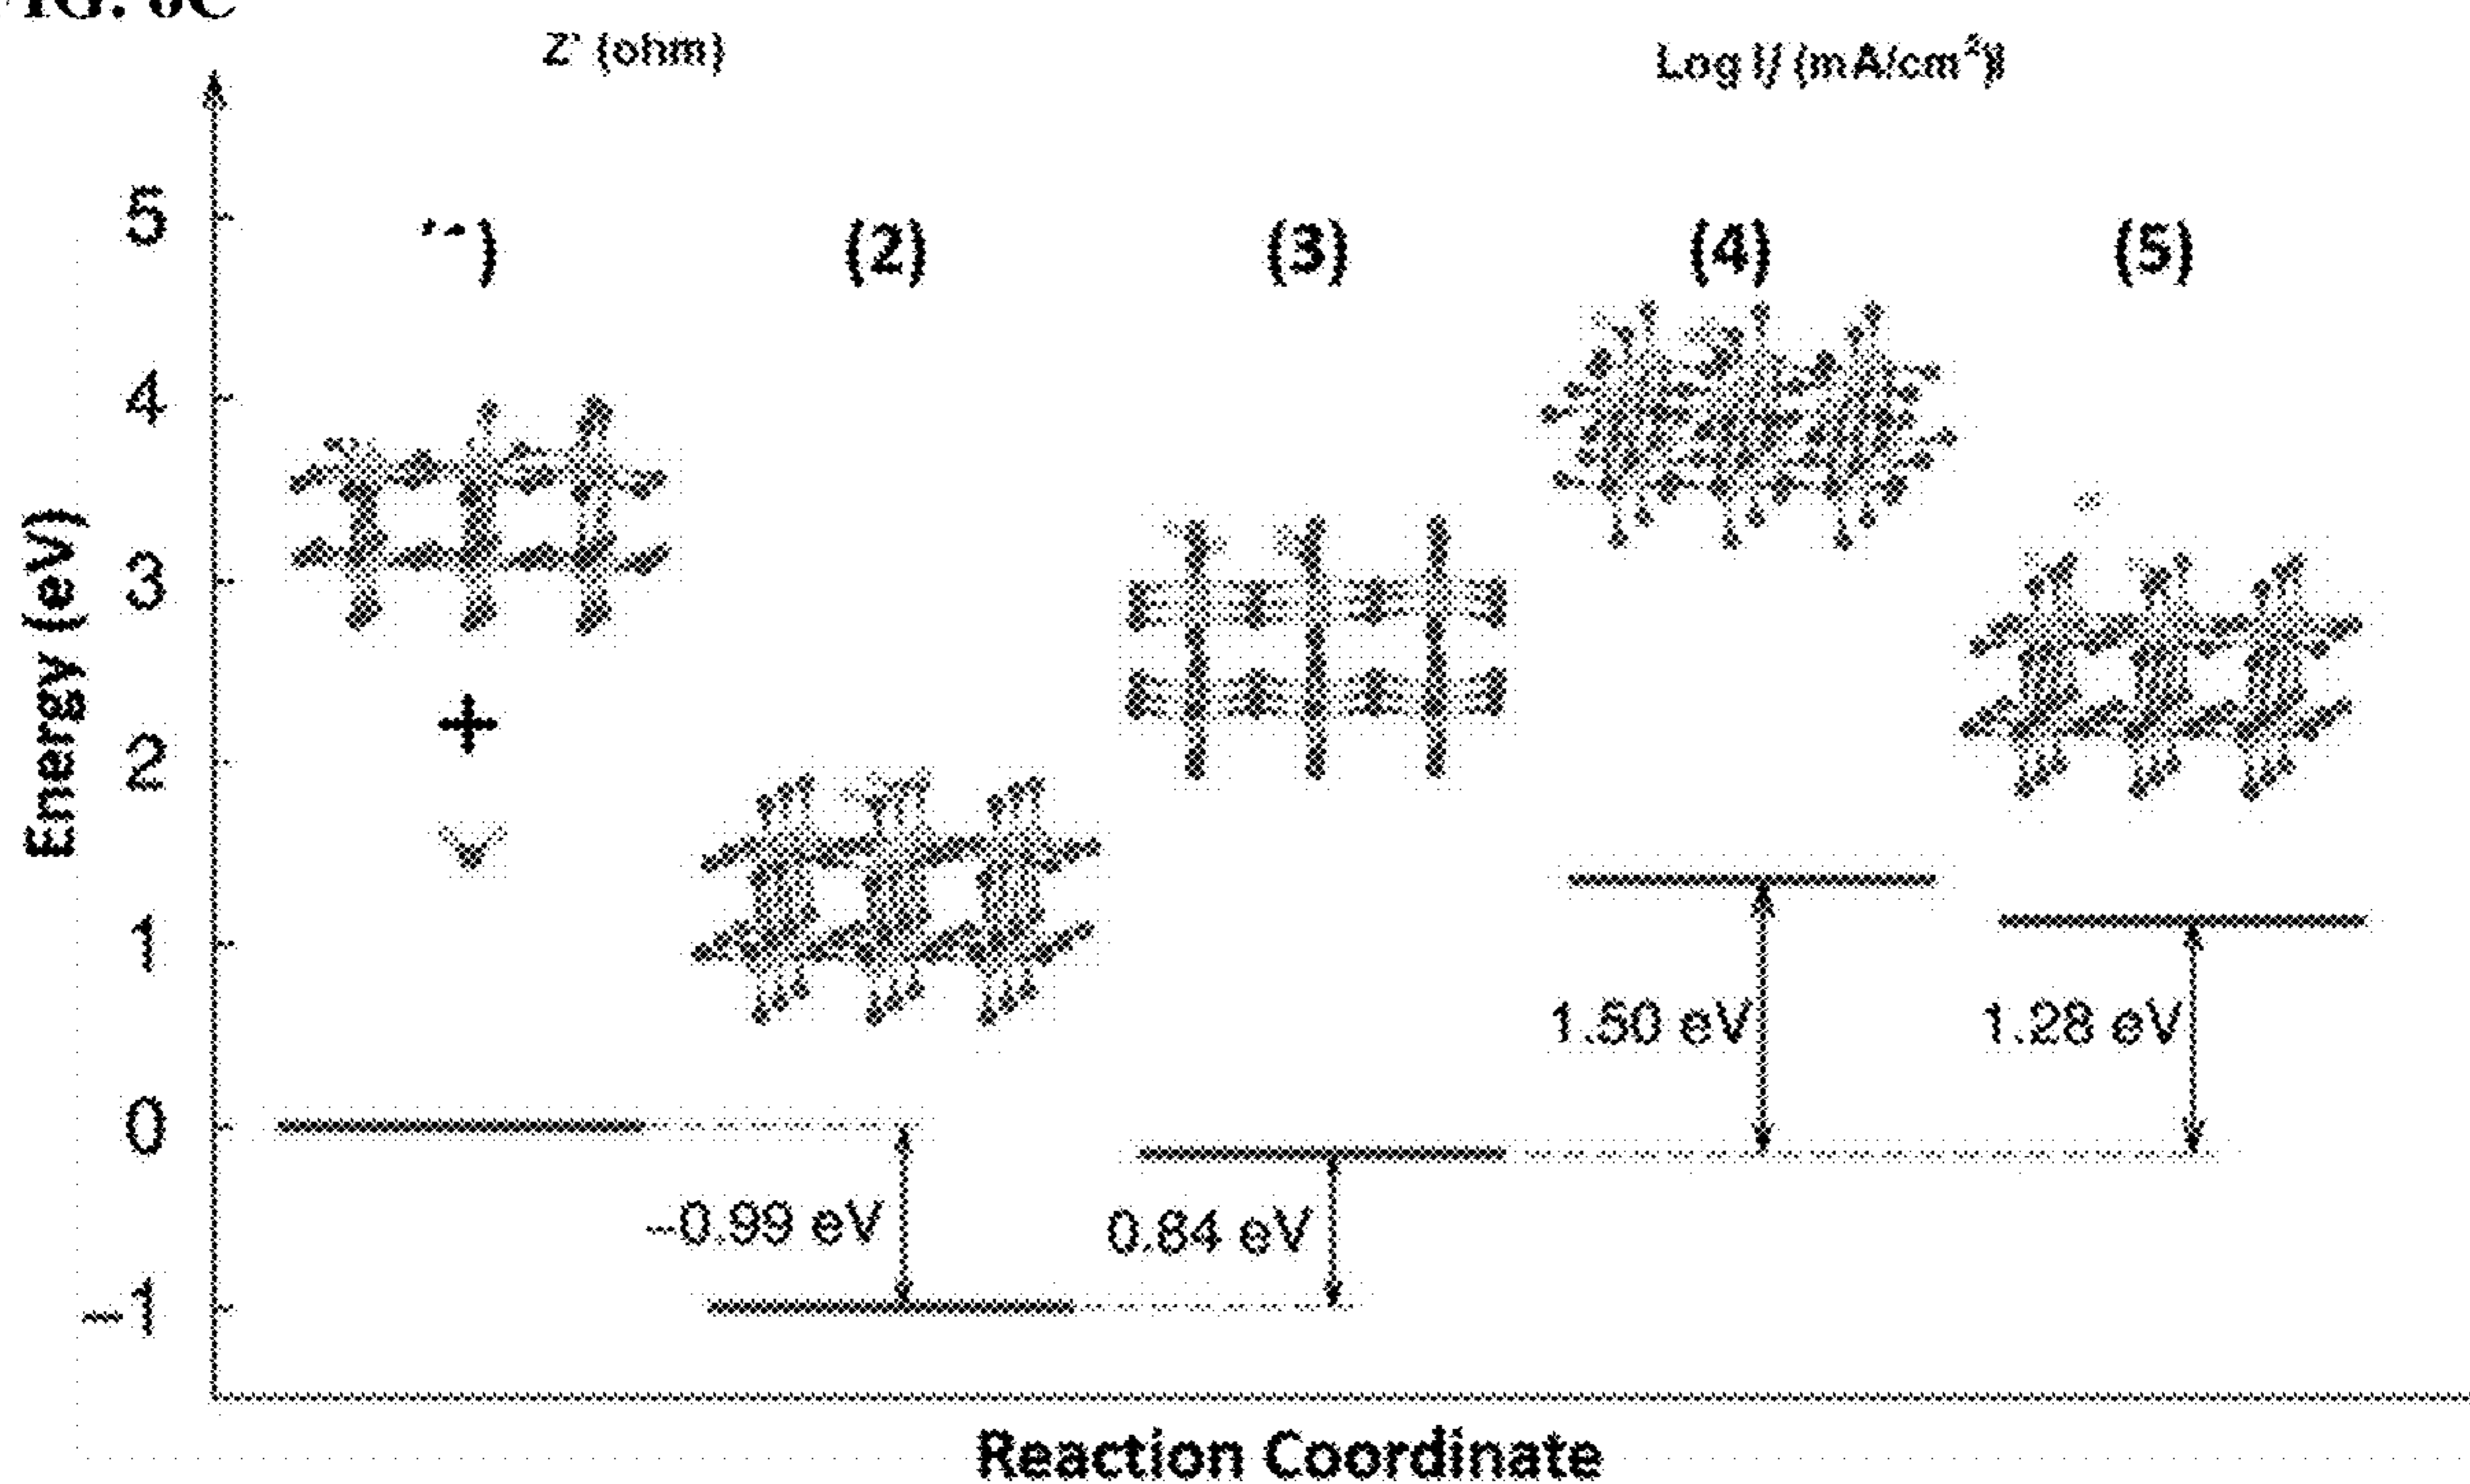 Z' (ohm)
Log I/ (mA/cm²)
5
(2)
(3)
(4)
(5)
4
3
2
1
0
–1
Energy (eV)
+
1.50 eV
1.28 eV
–0.99 eV
0.84 eV
Reaction Coordinate